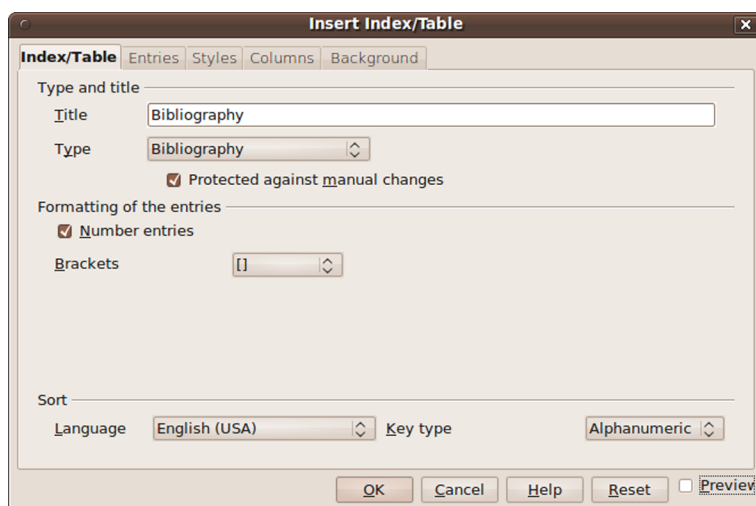 Insert Index/Table
Index/Table Entries Styles Columns Background
Type and title
Title Bibliography
Type Bibliography
Protected against manual changes
Formatting of the entries
Number entries
Brackets []
Sort
Language English (USA) Key type Alphanumeric
OK Cancel Help Reset Preview